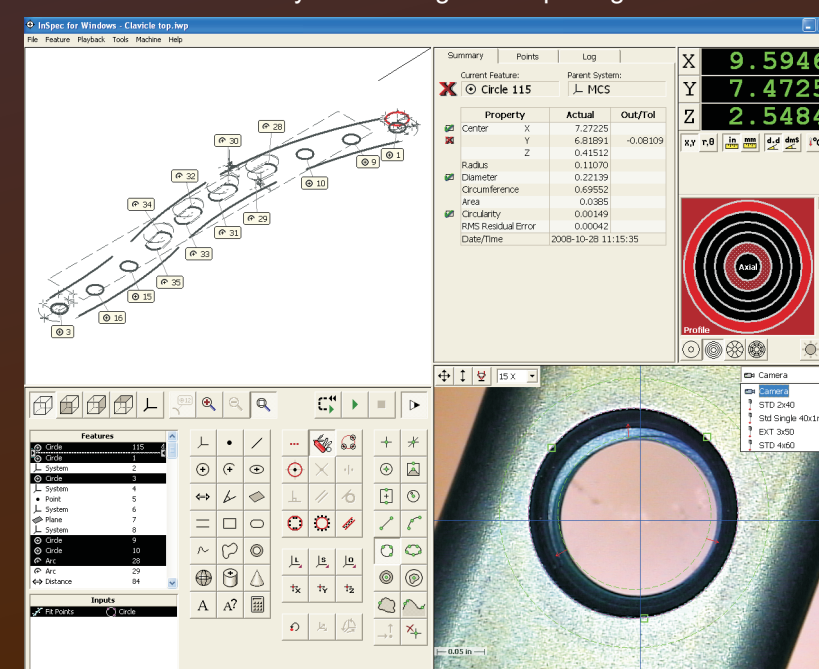 InSpec for Windows - Clavicle top.iwp
File Feature Playback Tools Machine Help
28
30
1
9
10
32
29
34
31
33
35
15
16
3
Summary Points Log
Current Feature: Parent System:
Circle 115 MCS
Property Actual Out/Tol
Center X 7.27225
Y 6.81891 -0.08109
Z 0.41512
Radius 0.11070
Diameter 0.22139
Circumference 0.69552
Area 0.0385
Circularity 0.00149
RMS Residual Error 0.00042
Date/Time 2008-10-28 11:15:35
X 9.5946
Y 7.4725
Z 2.5484
X,Y r,θ in mm d.d dms °C
Axial
Profile
15 X
Camera
Camera
STD 2x40
Std Single 40x1
EXT 3x50
STD 4x60
0.05 in
Features
Circle 115
Circle 1
System 2
Circle 3
System 4
Point 5
System 6
Plane 7
System 8
Circle 9
Circle 10
Arc 28
Arc 29
Distance 84
Inputs
Fit Points Circle
L S O
X Y Z
A A?